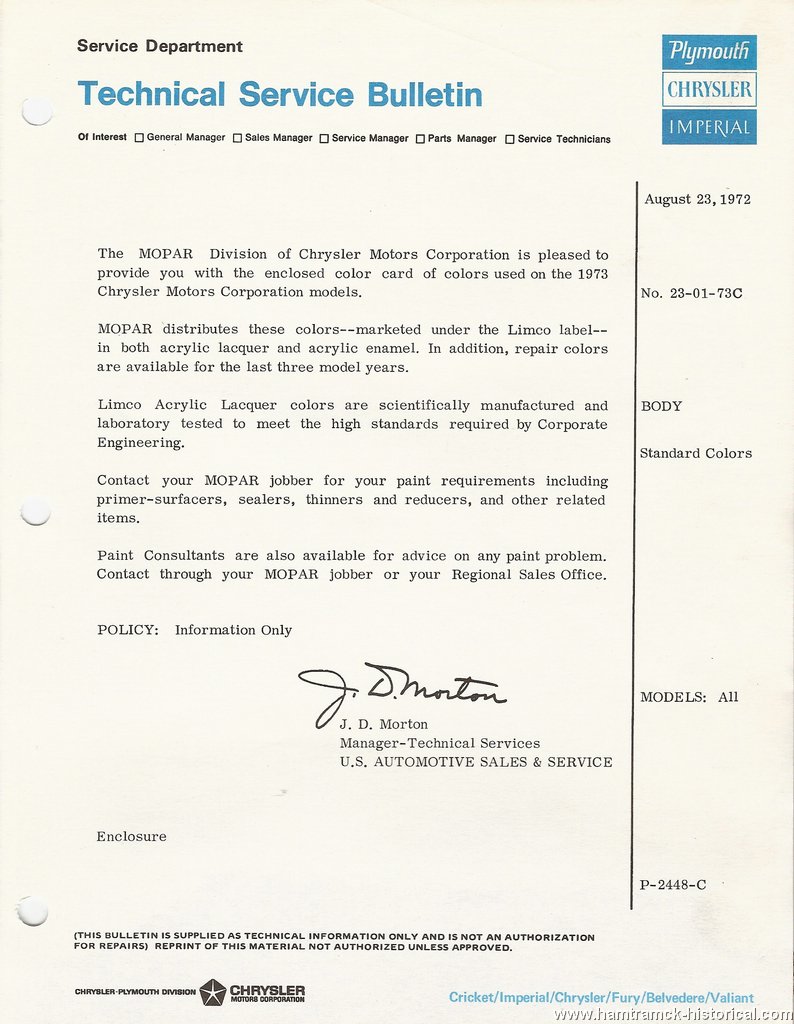 Service Department
Technical Service Bulletin
Of Interest □ General Manager □ Sales Manager □ Service Manager □ Parts Manager □ Service Technicians
Plymouth
CHRYSLER
IMPERIAL
August 23, 1972
The MOPAR Division of Chrysler Motors Corporation is pleased to
provide you with the enclosed color card of colors used on the 1973
Chrysler Motors Corporation models.
No. 23-01-73C
MOPAR distributes these colors--marketed under the Limco label--
in both acrylic lacquer and acrylic enamel. In addition, repair colors
are available for the last three model years.
Limco Acrylic Lacquer colors are scientifically manufactured and
laboratory tested to meet the high standards required by Corporate
Engineering.
BODY
Standard Colors
Contact your MOPAR jobber for your paint requirements including
primer-surfacers, sealers, thinners and reducers, and other related
items.
Paint Consultants are also available for advice on any paint problem.
Contact through your MOPAR jobber or your Regional Sales Office.
POLICY: Information Only
J. D. Morton
J. D. Morton
Manager-Technical Services
U.S. AUTOMOTIVE SALES & SERVICE
MODELS: All
Enclosure
P-2448-C
(THIS BULLETIN IS SUPPLIED AS TECHNICAL INFORMATION ONLY AND IS NOT AN AUTHORIZATION
FOR REPAIRS) REPRINT OF THIS MATERIAL NOT AUTHORIZED UNLESS APPROVED.
CHRYSLER-PLYMOUTH DIVISION
CHRYSLER
MOTORS CORPORATION
Cricket/Imperial/Chrysler/Fury/Belvedere/Valiant
www.hamtramck-historical.com